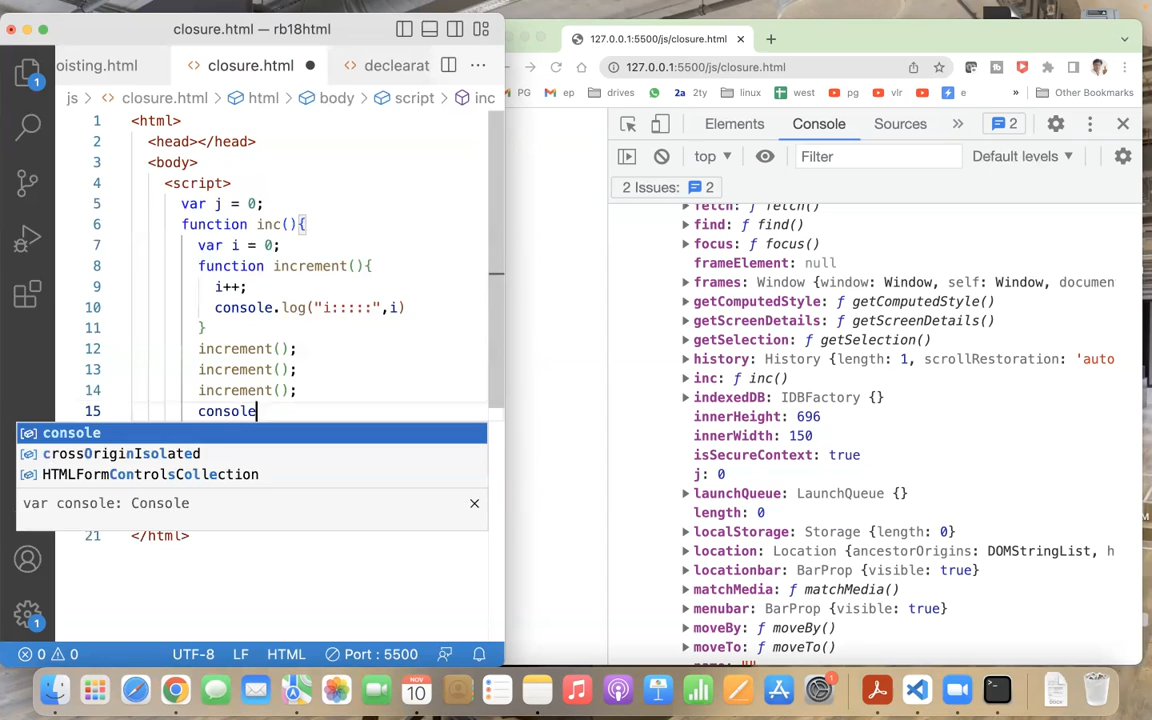 closure.html — rb18html
oisting.html
closure.html
declearat
js > closure.html > html > body > script > inc
1 <html>
2 <head></head>
3 <body>
4 <script>
5 var j = 0;
6 function inc(){
7 var i = 0;
8 function increment(){
9 i++;
10 console.log("i:::::",i)
11 }
12 increment();
13 increment();
14 increment();
15 console
console
crossOriginIsolated
HTMLFormControlsCollection
var console: Console
21 </html>
1
1
0 0 UTF-8 LF HTML Port : 5500
127.0.0.1:5500/js/closure.html
127.0.0.1:5500/js/closure.html
PG ep drives 2a 2ty linux west pg vlr e » Other Bookmarks
Elements Console Sources » 2
top Filter Default levels
2 Issues: 2
fetch: ƒ fetch()
find: ƒ find()
focus: ƒ focus()
frameElement: null
frames: Window {window: Window, self: Window, documen
getComputedStyle: ƒ getComputedStyle()
getScreenDetails: ƒ getScreenDetails()
getSelection: ƒ getSelection()
history: History {length: 1, scrollRestoration: 'auto
inc: ƒ inc()
indexedDB: IDBFactory {}
innerHeight: 696
innerWidth: 150
isSecureContext: true
j: 0
launchQueue: LaunchQueue {}
length: 0
localStorage: Storage {length: 0}
location: Location {ancestorOrigins: DOMStringList, h
locationbar: BarProp {visible: true}
matchMedia: ƒ matchMedia()
menubar: BarProp {visible: true}
moveBy: ƒ moveBy()
moveTo: ƒ moveTo()
name: ""
NOV
10
1